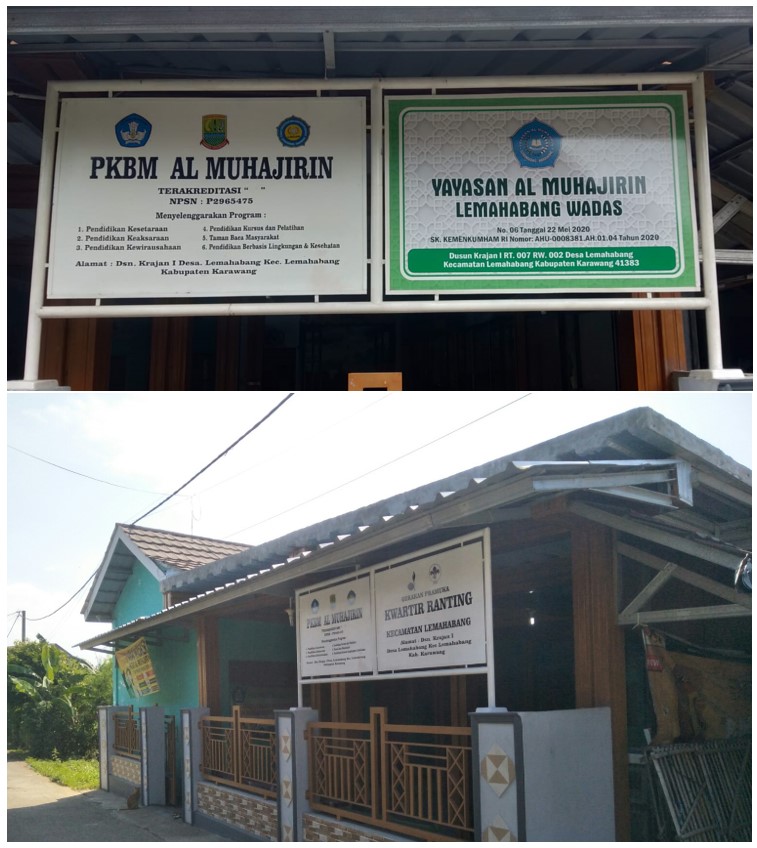 PKBM AL MUHAJIRIN
TERAKREDITASI " "
NPSN : P2965475
Menyelenggarakan Program :
1. Pendidikan Kesetaraan
2. Pendidikan Keaksaraan
3. Pendidikan Kewirausahaan
4. Pendidikan Kursus dan Pelatihan
5. Taman Baca Masyarakat
6. Pendidikan Berbasis Lingkungan & Kesehatan
Alamat : Dsn. Krajan I Desa. Lemahabang Kec. Lemahabang
Kabupaten Karawang
YAYASAN AL MUHAJIRIN
LEMAHABANG WADAS
No. 06 Tanggal 22 Mei 2020
SK. KEMENKUMHAM RI Nomor: AHU-0008381.AH.01.04 Tahun 2020
Dusun Krajan I RT. 007 RW. 002 Desa Lemahabang
Kecamatan Lemahabang Kabupaten Karawang 41383
PKBM AL MUHAJIRIN
GERAKAN PRAMUKA
KWARTIR RANTING
KECAMATAN LEMAHABANG
Alamat : Dsn. Krajan I
Desa Lemahabang Kec Lemahabang
Kab. Karawang